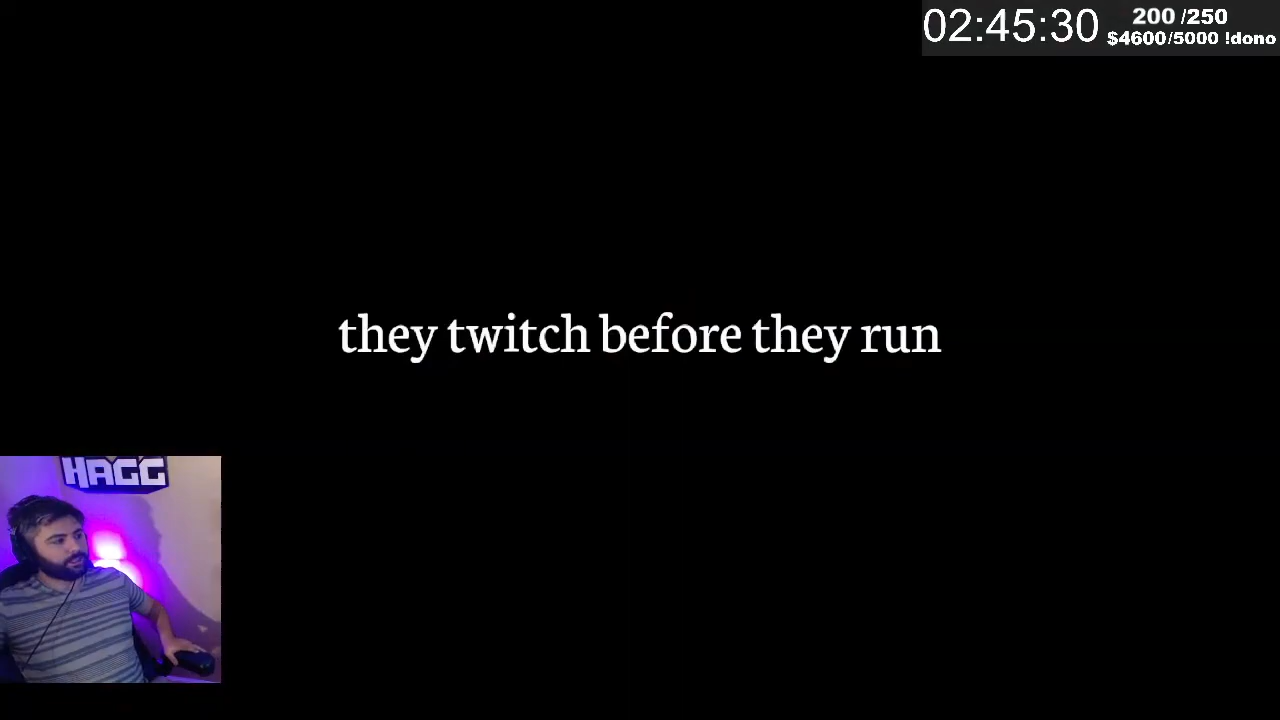 02:45:30
200 /250
$4600/5000 !dono
they twitch before they run
HAGG